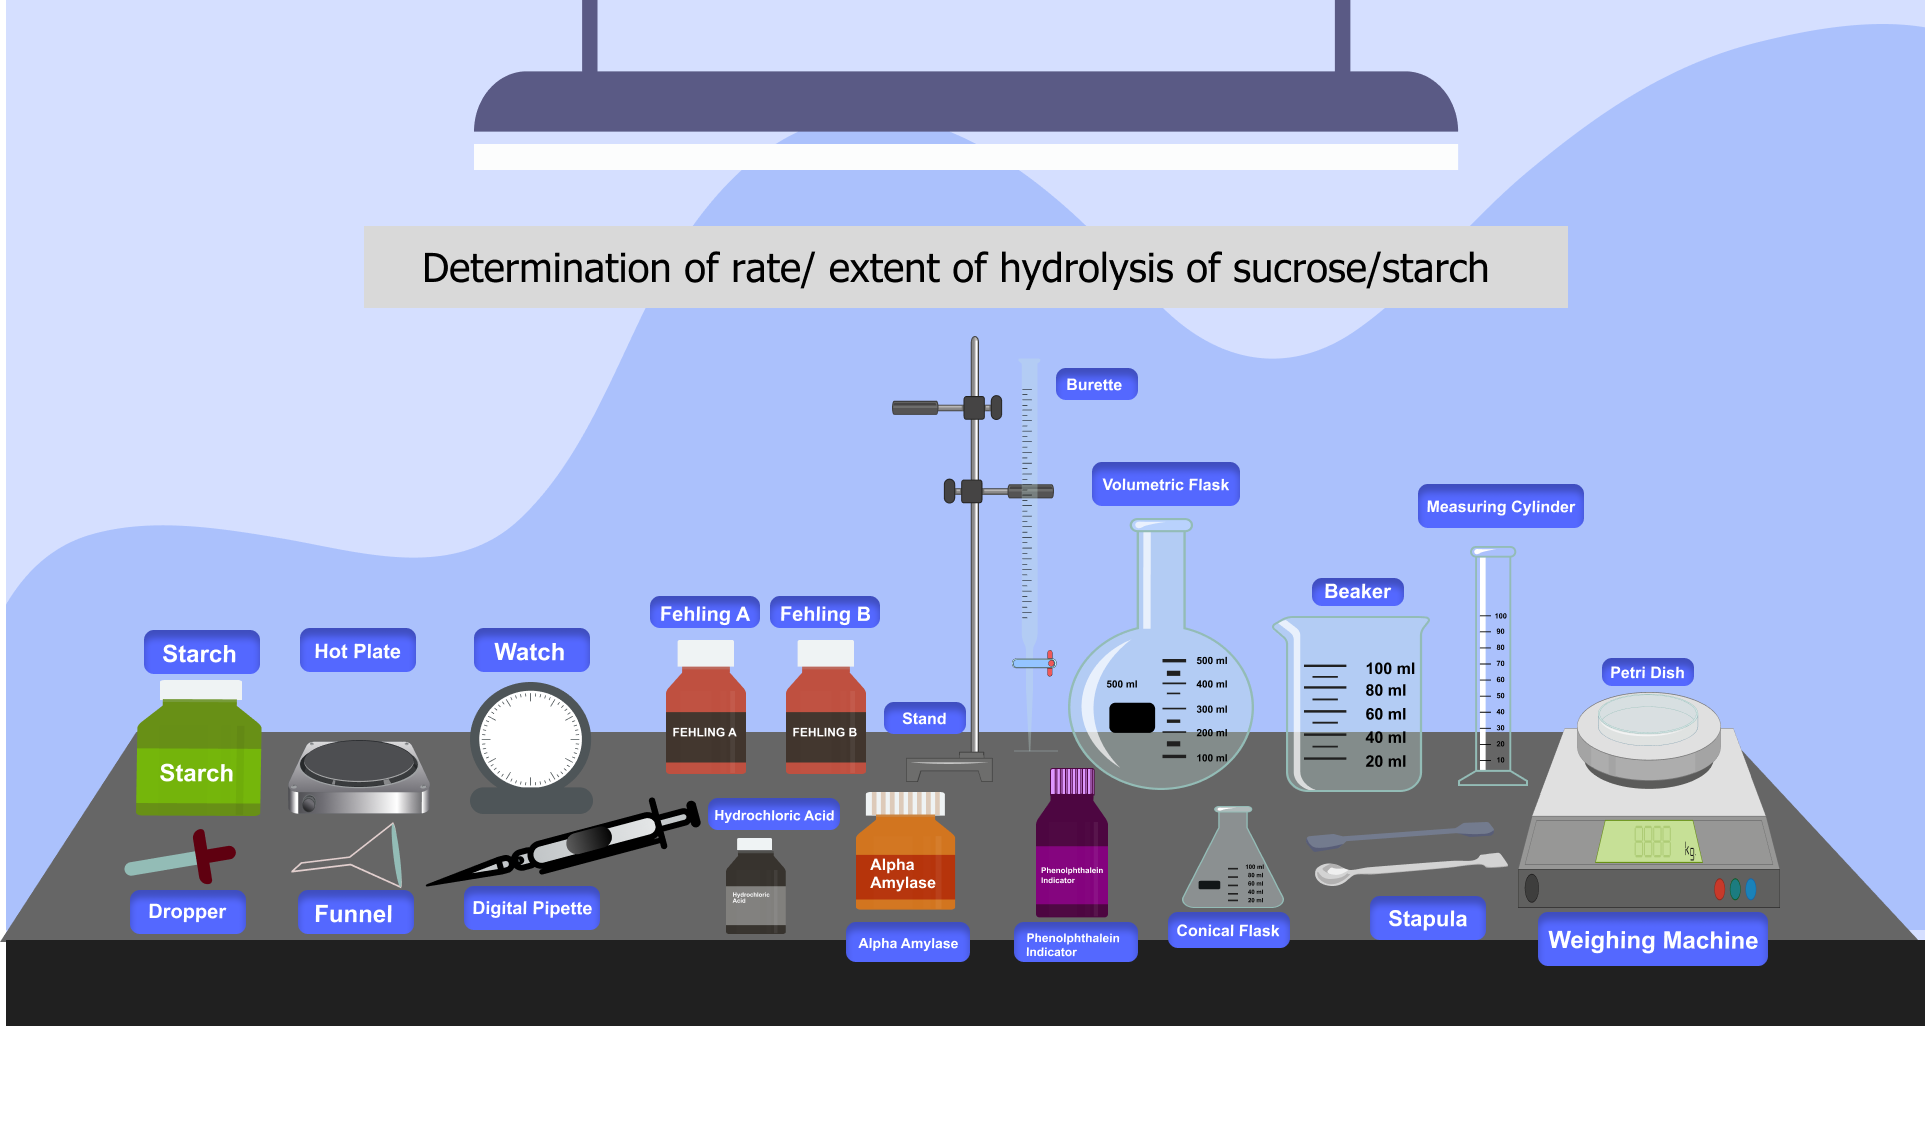 Determination of rate/ extent of hydrolysis of sucrose/starch
Burette
Volumetric Flask
Measuring Cylinder
Beaker
Fehling A
Fehling B
Starch
Hot Plate
Watch
Petri Dish
Stand
FEHLING A
FEHLING B
Starch
500 ml
500 ml
400 ml
300 ml
200 ml
100 ml
100 ml
80 ml
60 ml
40 ml
20 ml
100
90
80
70
60
50
40
30
20
10
Hydrochloric Acid
Hydrochloric
Acid
Alpha
Amylase
Phenolphthalein
Indicator
100 ml
80 ml
60 ml
40 ml
20 ml
kg.
Dropper
Funnel
Digital Pipette
Alpha Amylase
Phenolphthalein
Indicator
Conical Flask
Stapula
Weighing Machine